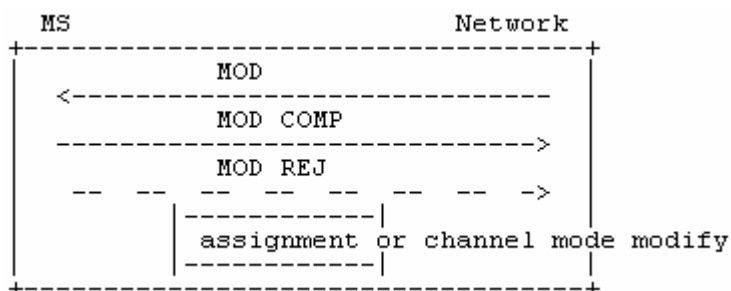 MS Network
MOD
MOD COMP
MOD REJ
assignment or channel mode modify